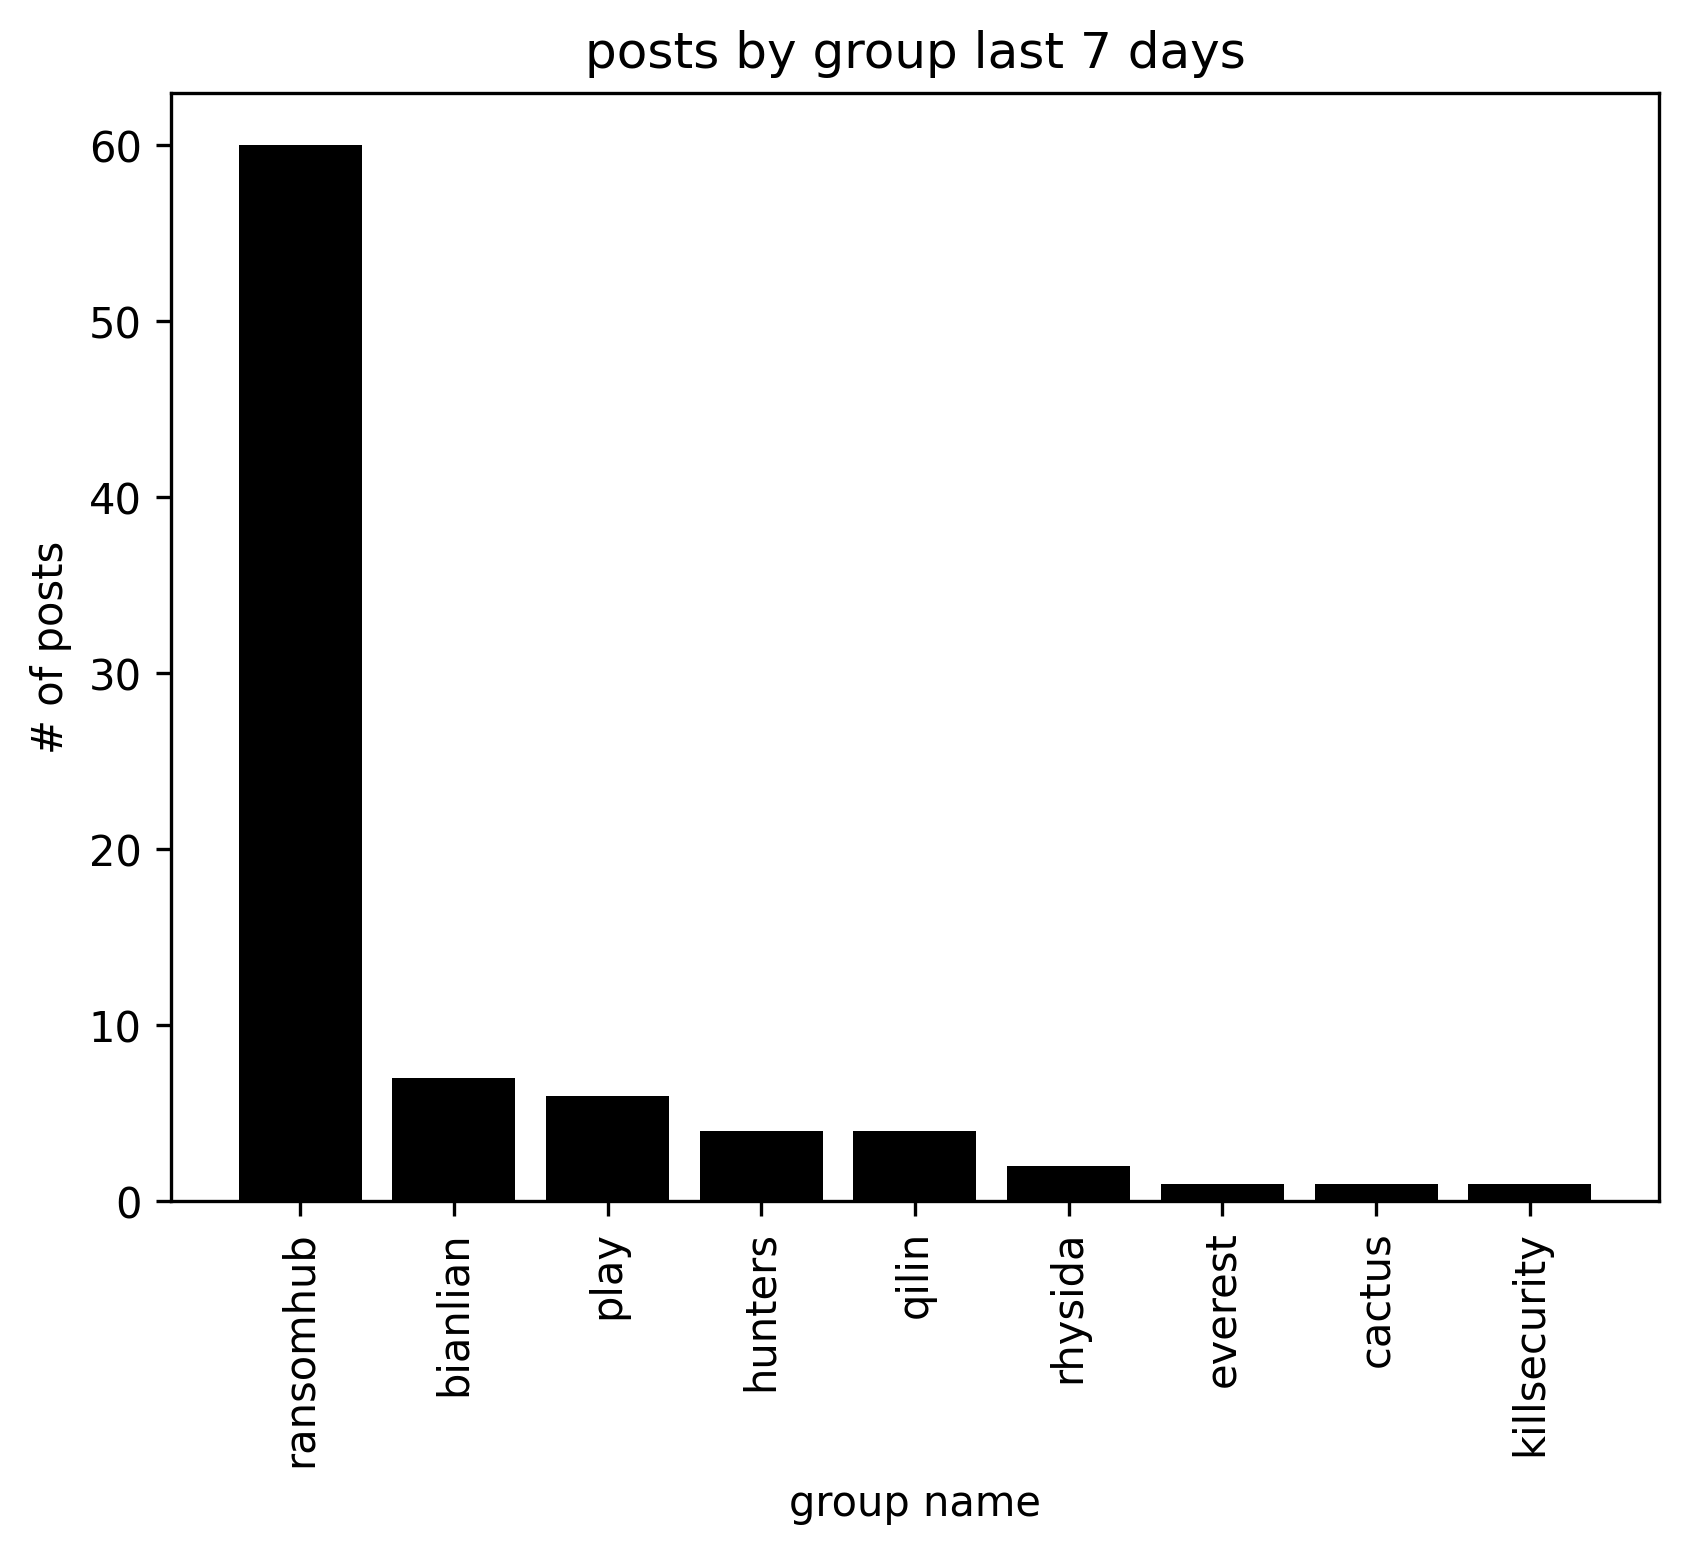 posts by group last 7 days
60
50
40
30
20
10
0
# of posts
ransomhub
bianlian
play
hunters
qilin
rhysida
everest
cactus
killsecurity
group name